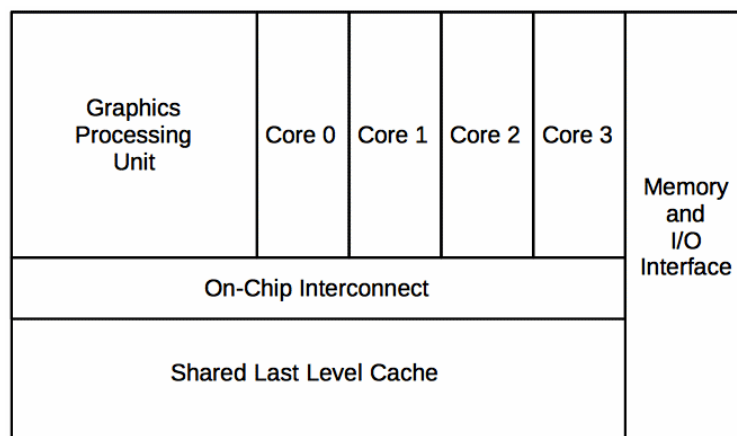 Graphics
Processing
Unit
Core 0
Core 1
Core 2
Core 3
Memory
and
I/O
Interface
On-Chip Interconnect
Shared Last Level Cache